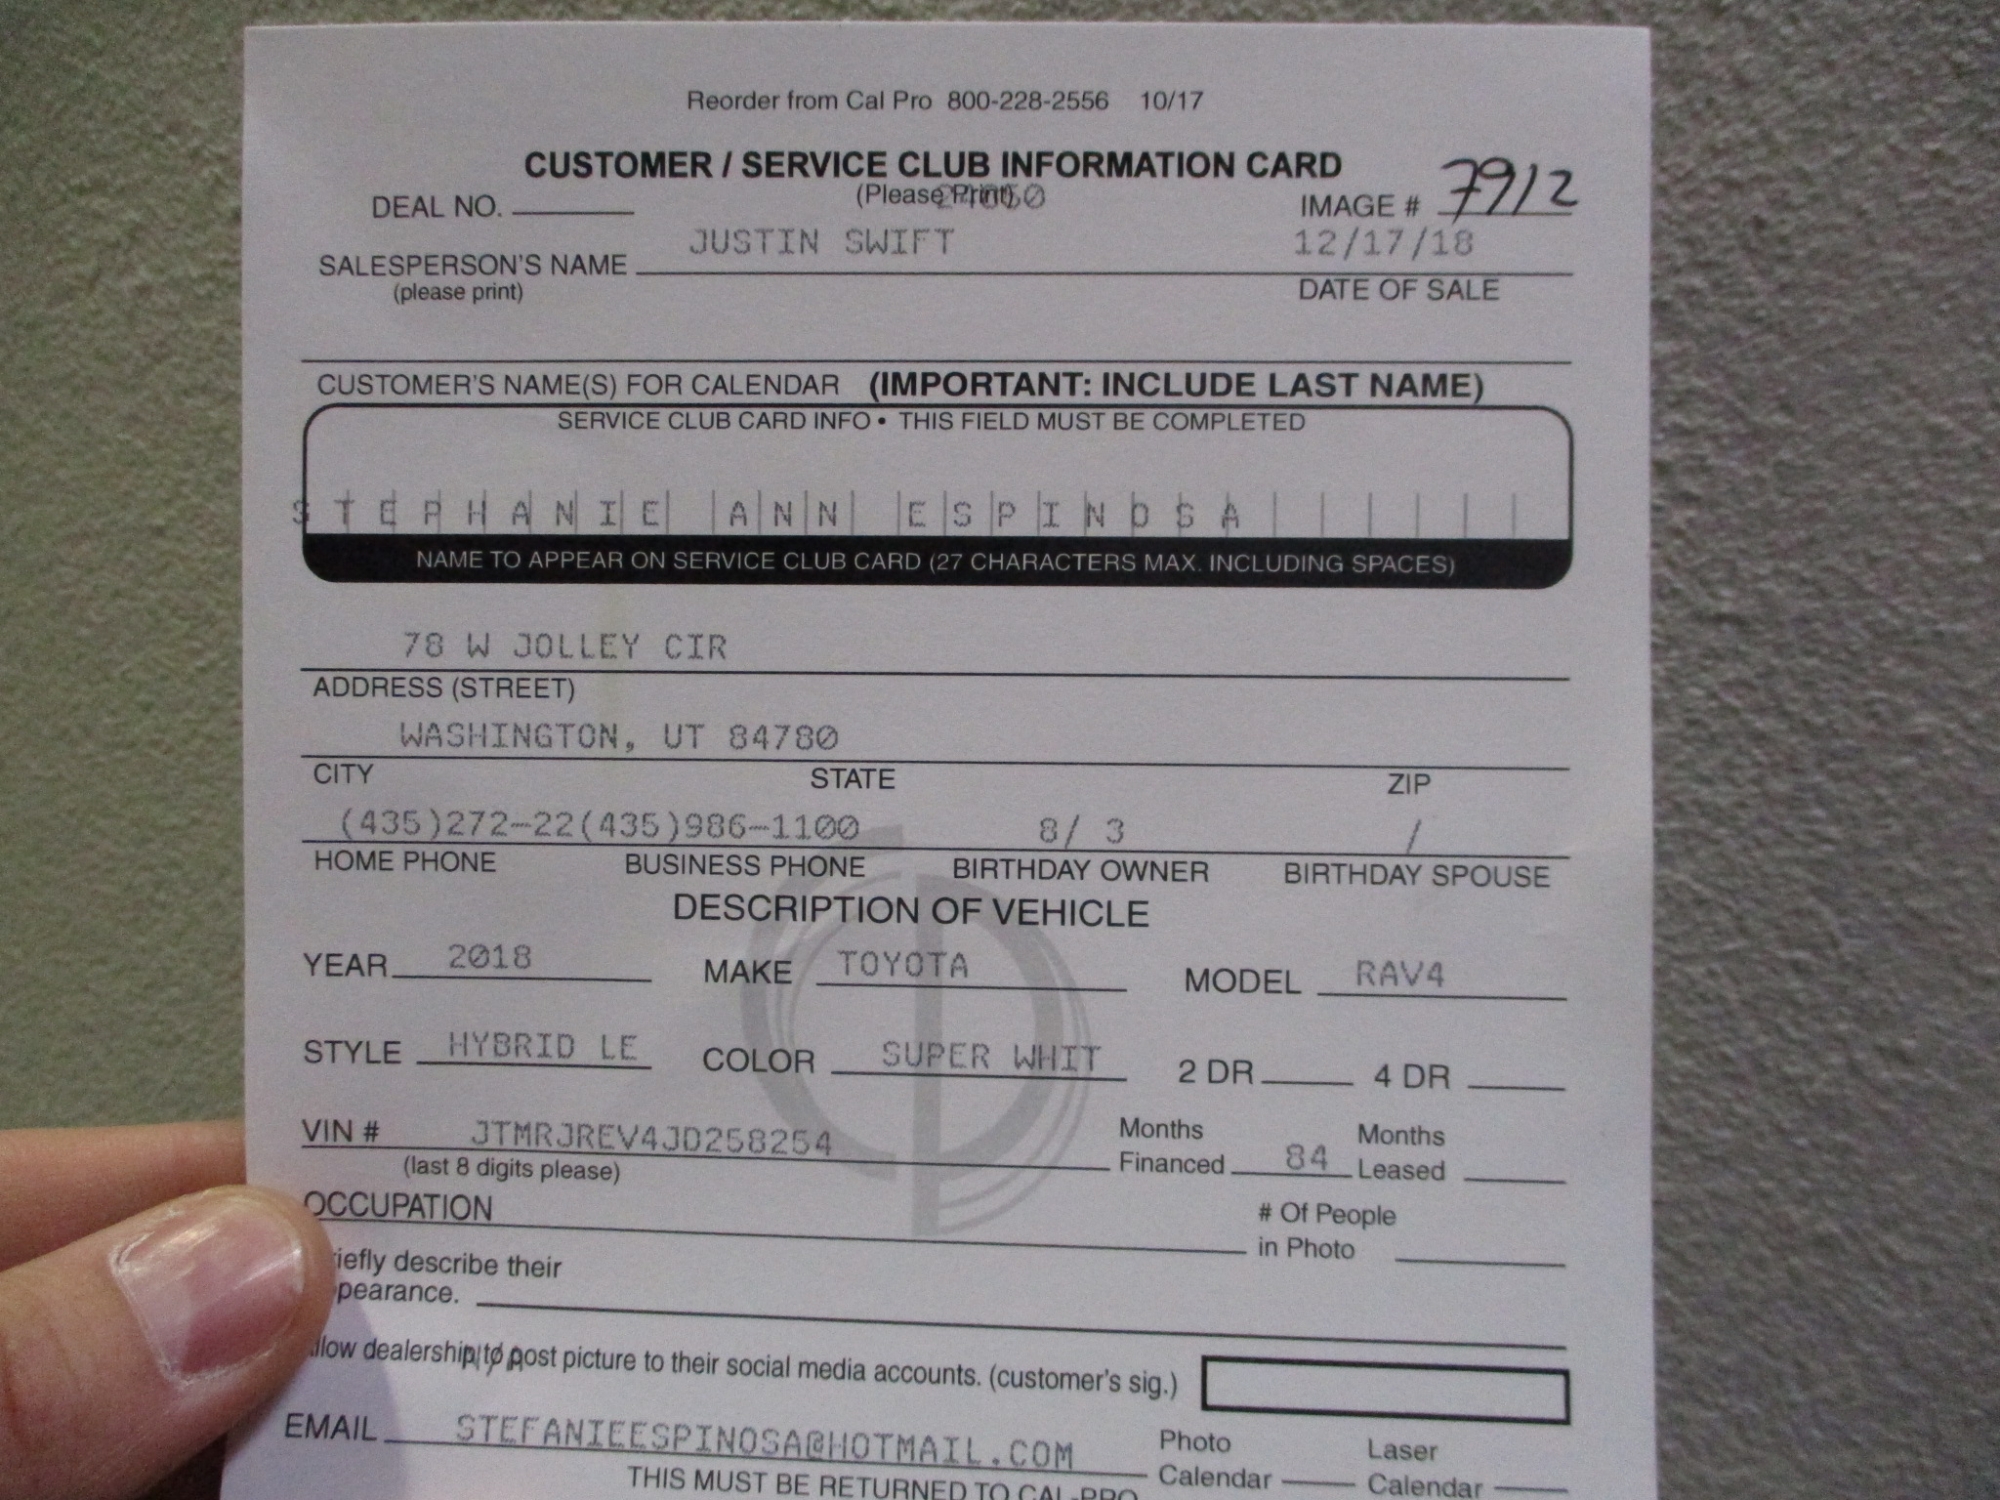 Reorder from Cal Pro 800-228-2556 10/17
CUSTOMER / SERVICE CLUB INFORMATION CARD
(Please Print)
DEAL NO. IMAGE # 7912
JUSTIN SWIFT 12/17/18
SALESPERSON'S NAME
(please print) DATE OF SALE
CUSTOMER'S NAME(S) FOR CALENDAR (IMPORTANT: INCLUDE LAST NAME)
SERVICE CLUB CARD INFO • THIS FIELD MUST BE COMPLETED
STEPHANIE ANN ESPINOSA
NAME TO APPEAR ON SERVICE CLUB CARD (27 CHARACTERS MAX. INCLUDING SPACES)
78 W JOLLEY CIR
ADDRESS (STREET)
WASHINGTON, UT 84780
CITY STATE ZIP
(435)272-22(435)986-1100 8/ 3 /
HOME PHONE BUSINESS PHONE BIRTHDAY OWNER BIRTHDAY SPOUSE
DESCRIPTION OF VEHICLE
YEAR 2018 MAKE TOYOTA MODEL RAV4
STYLE HYBRID LE COLOR SUPER WHIT 2 DR 4 DR
VIN # JTMRJREV4JD258254 Months Financed 84 Months Leased
(last 8 digits please)
OCCUPATION # Of People in Photo
iefly describe their
pearance.
llow dealership to post picture to their social media accounts. (customer's sig.)
EMAIL STEFANIEESPINOSA@HOTMAIL.COM Photo Calendar Laser Calendar
THIS MUST BE RETURNED TO CAL-PRO